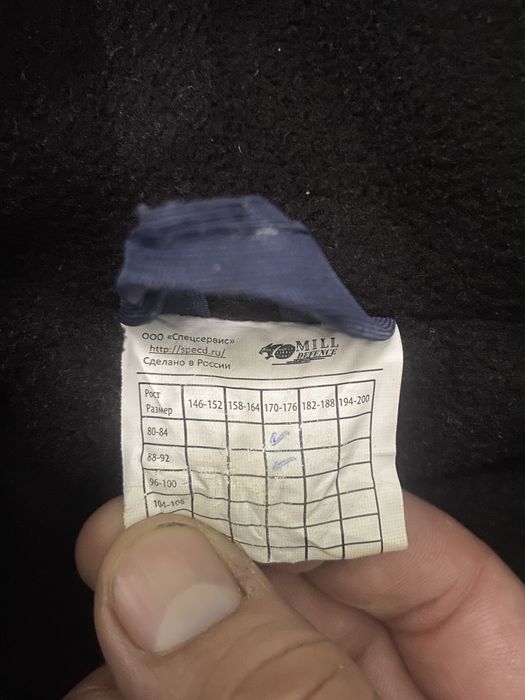 ООО «Спецсервис»
http://specd.ru/
Сделано в России
MILL
DEFENCE
Рост
Размер
146-152 158-164 170-176 182-188 194-200
80-84
88-92
96-100